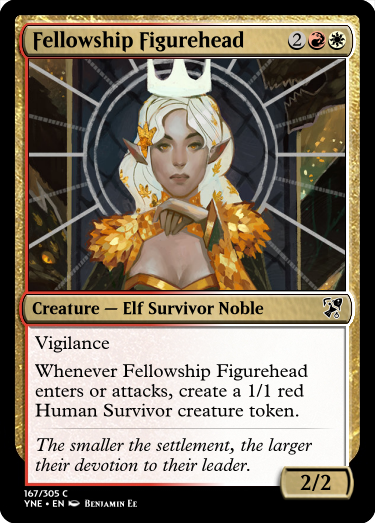 Fellowship Figurehead 2
Creature — Elf Survivor Noble
Vigilance
Whenever Fellowship Figurehead
enters or attacks, create a 1/1 red
Human Survivor creature token.
The smaller the settlement, the larger
their devotion to their leader.
2/2
167/305 C
YNE • EN Benjamin Ee